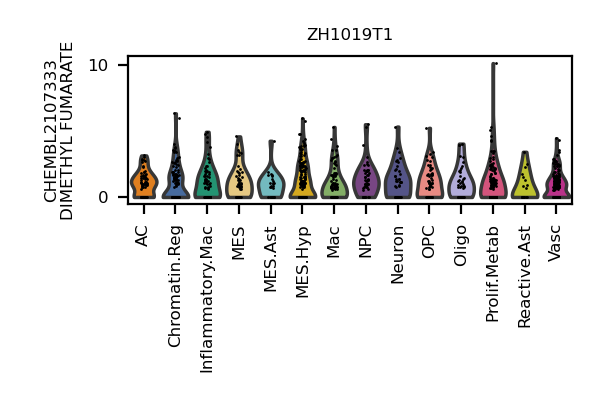 ZH1019T1
CHEMBL2107333
DIMETHYL FUMARATE
10
0
AC
Chromatin.Reg
Inflammatory.Mac
MES
MES.Ast
MES.Hyp
Mac
NPC
Neuron
OPC
Oligo
Prolif.Metab
Reactive.Ast
Vasc